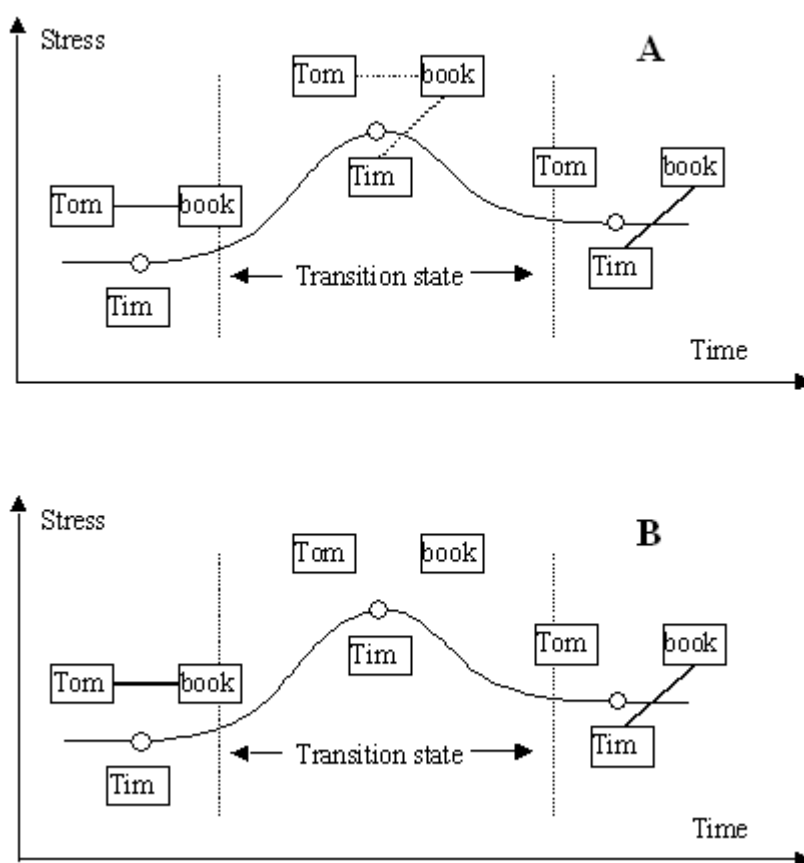 Stress
A
Tom book
Tim
Tom book
Tim
Tom book
Tim
Transition state
Time
Stress
B
Tom book
Tim
Tom book
Tim
Tom book
Tim
Transition state
Time